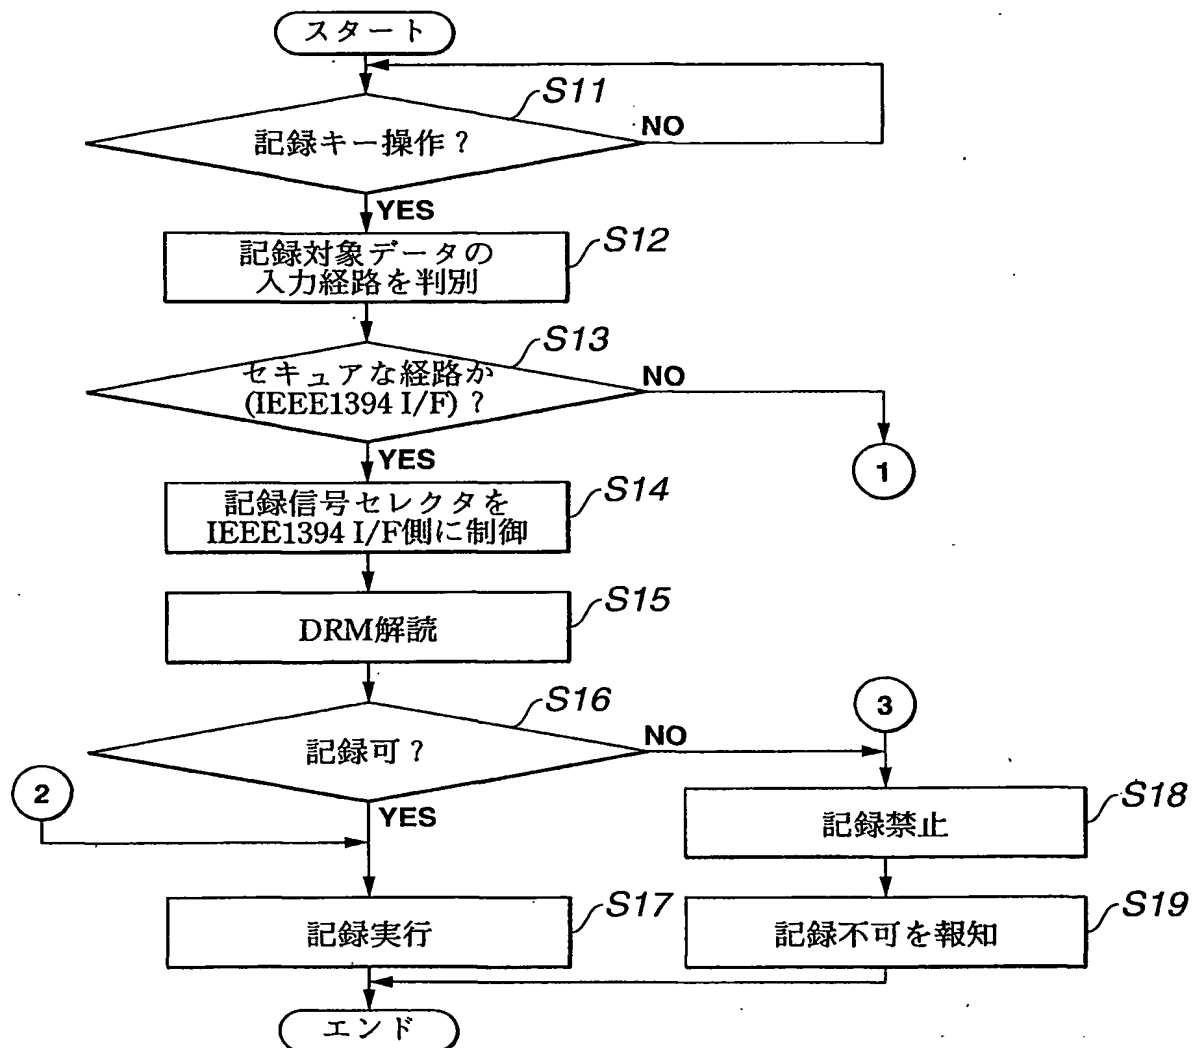 スタート
S11
記録キー操作？
NO
YES
S12
記録対象データの
入力経路を判別
S13
セキュアな経路か
(IEEE1394 I/F)？
NO
YES
1
S14
記録信号セレクタを
IEEE1394 I/F側に制御
S15
DRM解読
S16
3
記録可？
NO
2
YES
S18
記録禁止
S17
記録実行
S19
記録不可を報知
エンド